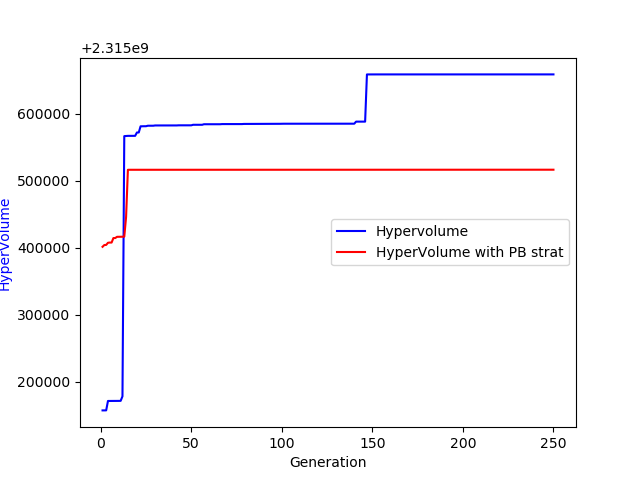 +2.315e9
600000
500000
400000
300000
200000
HyperVolume
Hypervolume
HyperVolume with PB strat
0
50
100
150
200
250
Generation